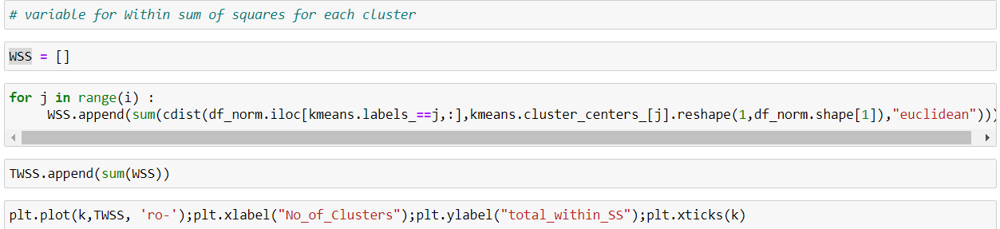 # variable for Within sum of squares for each cluster
WSS = []
for j in range(i) :
WSS.append(sum(cdist(df_norm.iloc[kmeans.labels_==j,:],kmeans.cluster_centers_[j].reshape(1,df_norm.shape[1]),"euclidean")))
TWSS.append(sum(WSS))
plt.plot(k,TWSS, 'ro-');plt.xlabel("No_of_Clusters");plt.ylabel("total_within_SS");plt.xticks(k)